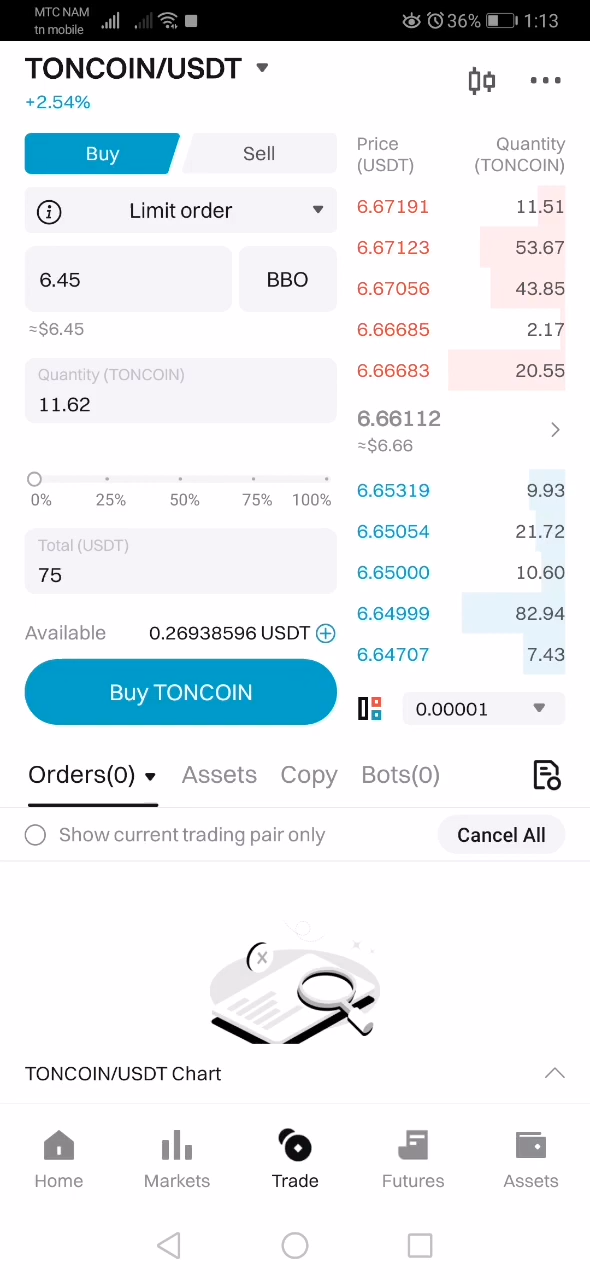 MTC NAM
tn mobile
36% 1:13
TONCOIN/USDT
+2.54%
Buy
Sell
Limit order
6.45
BBO
≈$6.45
Quantity (TONCOIN)
11.62
0% 25% 50% 75% 100%
Total (USDT)
75
Available 0.26938596 USDT
Buy TONCOIN
Price Quantity
(USDT) (TONCOIN)
6.67191 11.51
6.67123 53.67
6.67056 43.85
6.66685 2.17
6.66683 20.55
6.66112
≈$6.66
6.65319 9.93
6.65054 21.72
6.65000 10.60
6.64999 82.94
6.64707 7.43
0.00001
Orders(0) Assets Copy Bots(0)
Show current trading pair only
Cancel All
TONCOIN/USDT Chart
Home Markets Trade Futures Assets